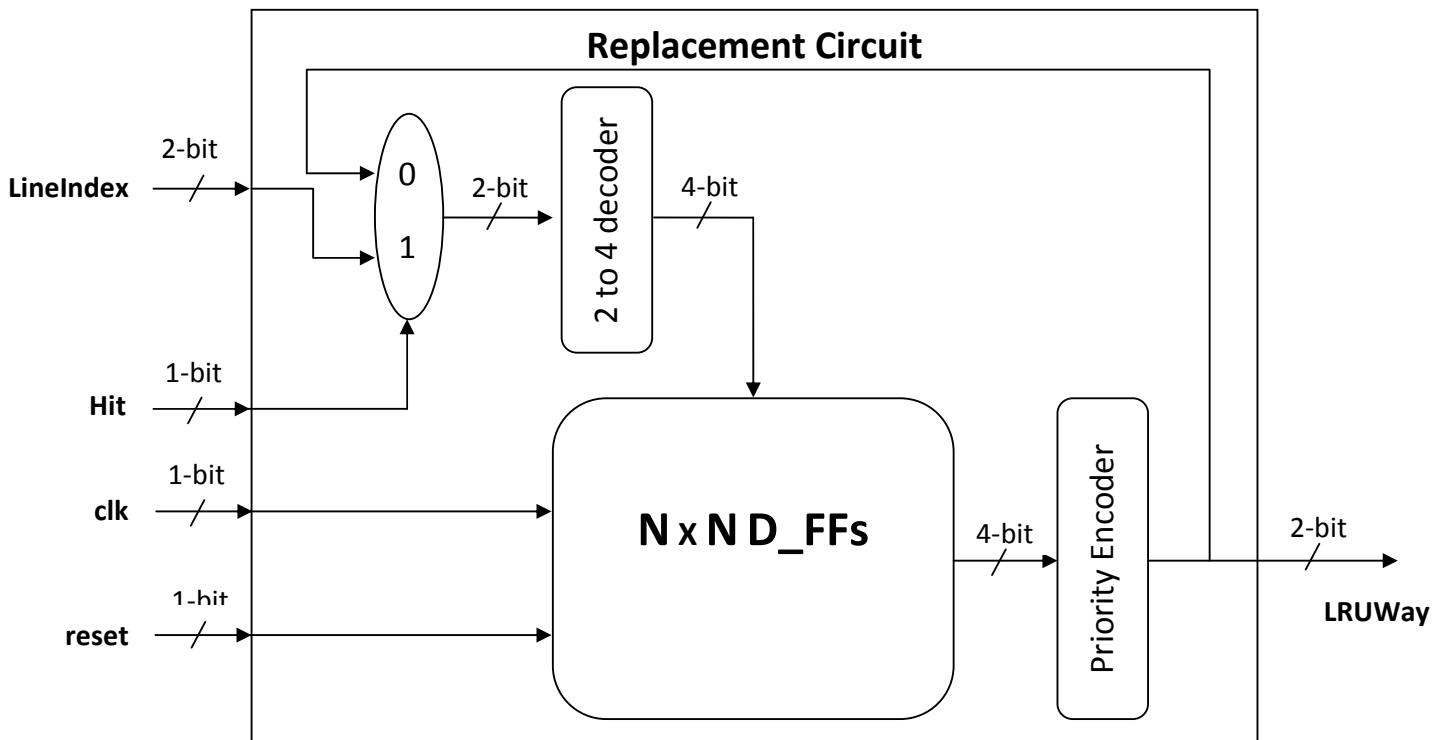 Replacement Circuit
2-bit
LineIndex
0
1
2-bit
2 to 4 decoder
4-bit
1-bit
Hit
1-bit
clk
N x N D_FFs
4-bit
Priority Encoder
2-bit
LRUWay
1-bit
reset